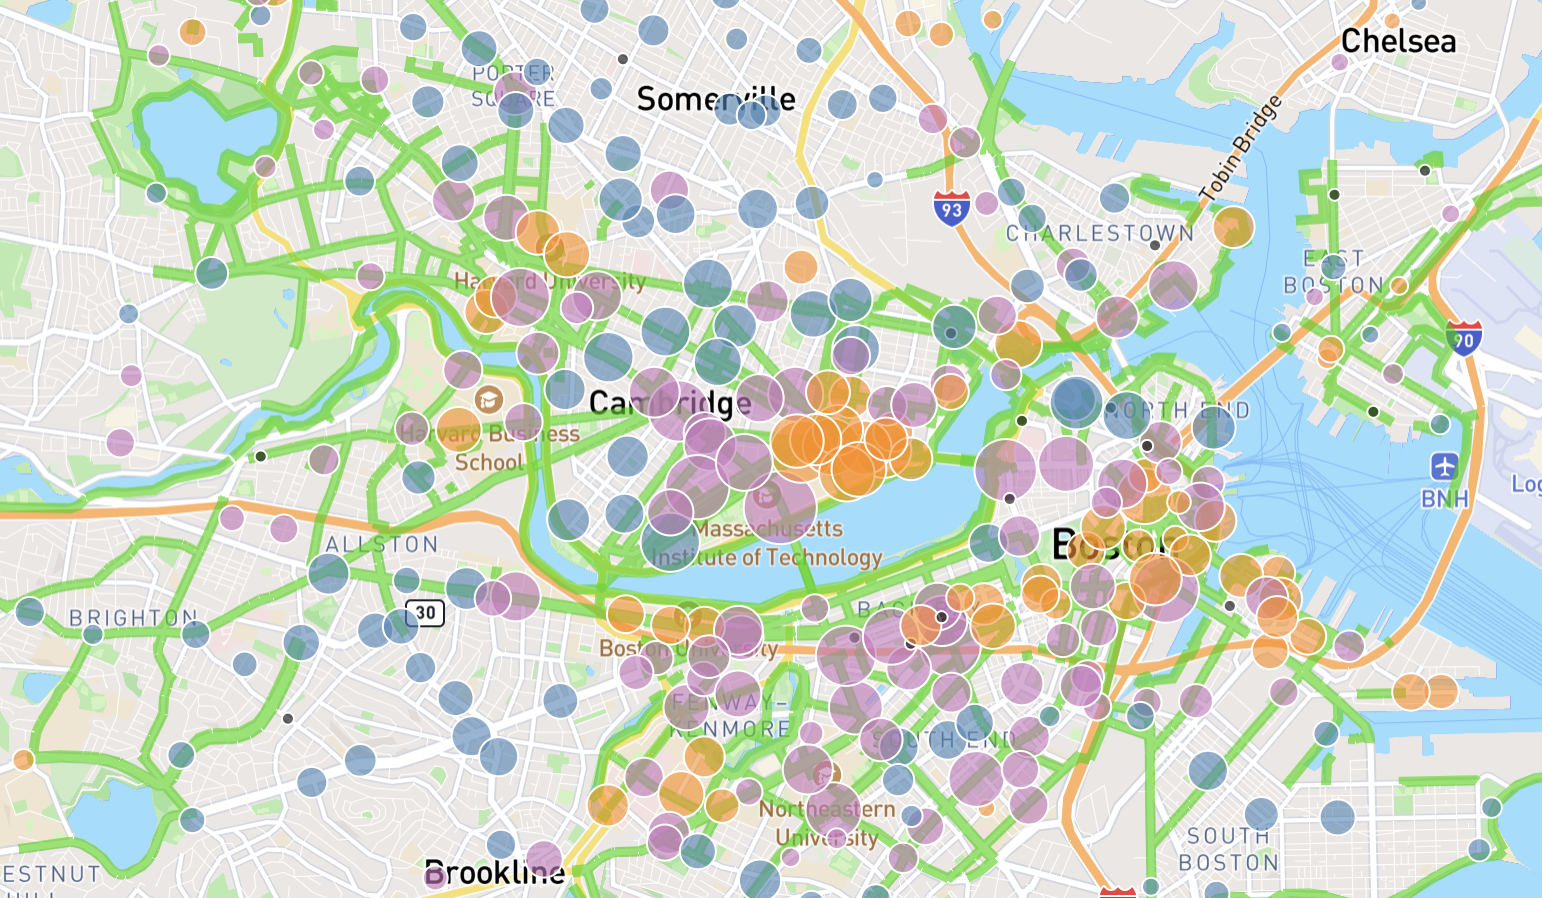 Chelsea
PORTER
SQUARE
Somerville
Tobin Bridge
93
CHARLESTOWN
EAST
BOSTON
Harvard University
90
Cambridge
NORTH END
Harvard Business
School
BNH
Massachusetts
Institute of Technology
Boston
ALLSTON
30
BRIGHTON
Boston University
FENWAY-
KENMORE
SOUTH END
Northeastern
University
SOUTH
BOSTON
Brookline
ESTNUT